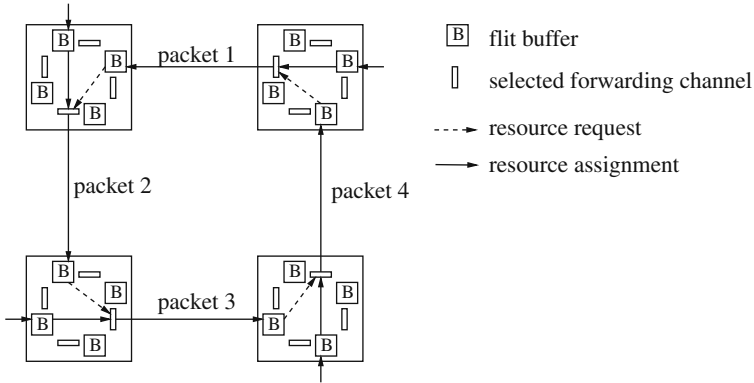 B
B
B
B
packet 1
B
B
B
B
B flit buffer
selected forwarding channel
resource request
resource assignment
packet 2
packet 4
B
B
B
B
packet 3
B
B
B
B